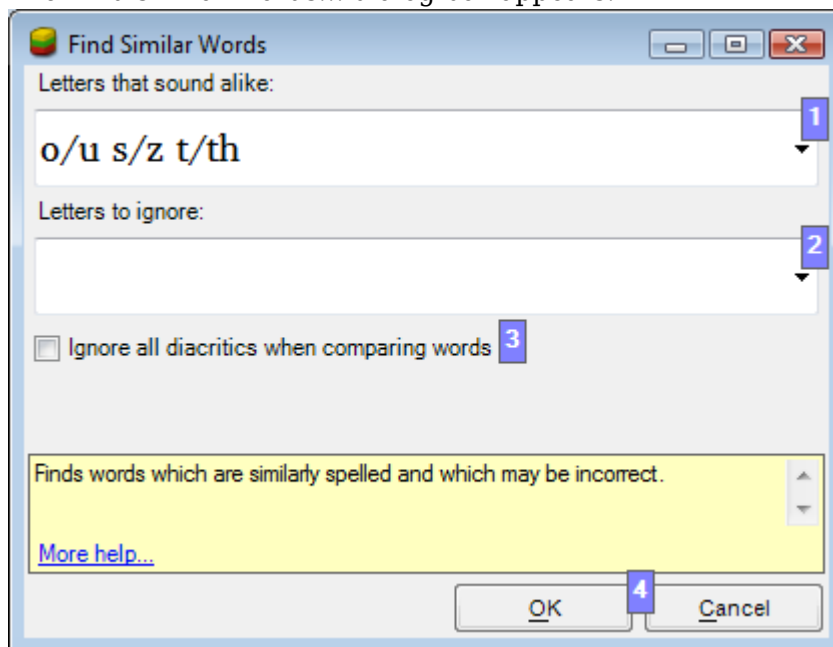 Find Similar Words
Letters that sound alike:
1
o/u s/z t/th
Letters to ignore:
2
Ignore all diacritics when comparing words 3
Finds words which are similarly spelled and which may be incorrect.
More help...
OK 4 Cancel